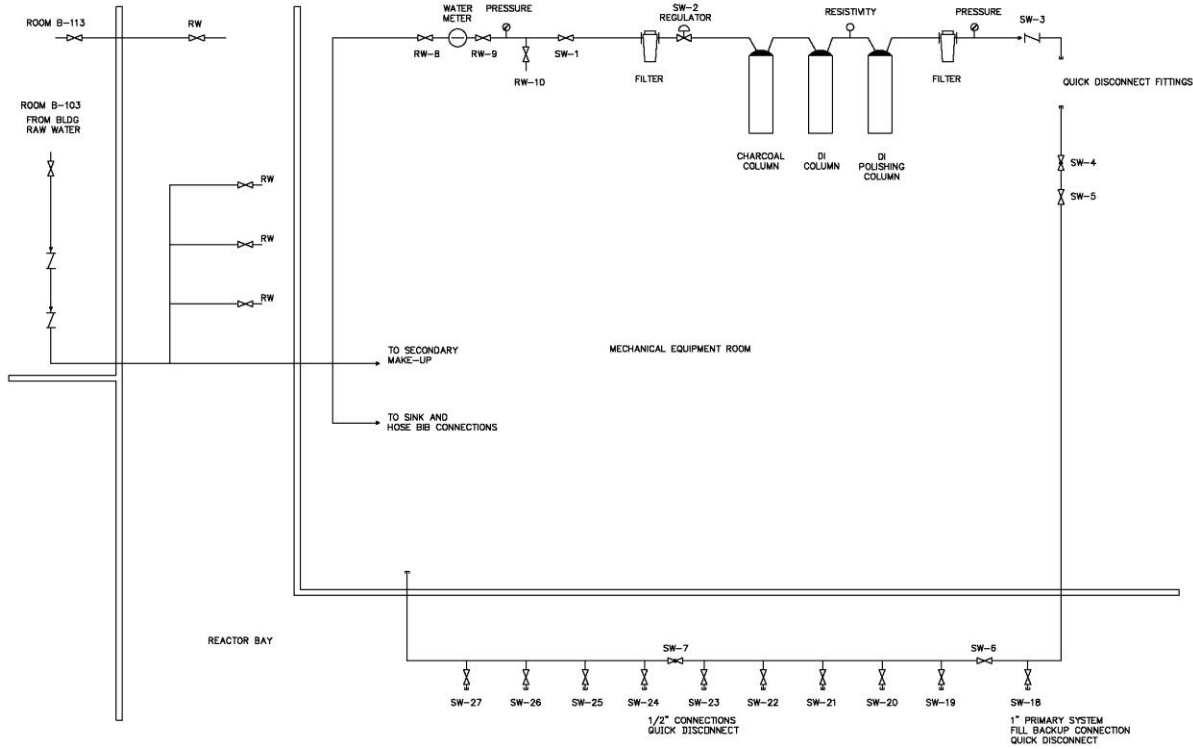 ROOM B-113
RW
WATER
METER
PRESSURE
SW-2
REGULATOR
RESISTIVITY
PRESSURE
SW-3
RW-8
RW-9
RW-10
SW-1
FILTER
FILTER
QUICK DISCONNECT FITTINGS
ROOM B-103
FROM BLDG
RAW WATER
CHARCOAL
COLUMN
DI
COLUMN
DI
POLISHING
COLUMN
SW-4
SW-5
RW
RW
RW
TO SECONDARY
MAKE-UP
MECHANICAL EQUIPMENT ROOM
TO SINK AND
HOSE BIB CONNECTIONS
REACTOR BAY
SW-7
SW-6
SW-27
SW-26
SW-25
SW-24
SW-23
SW-22
SW-21
SW-20
SW-19
SW-18
1/2" CONNECTIONS
QUICK DISCONNECT
1" PRIMARY SYSTEM
FILL BACKUP CONNECTION
QUICK DISCONNECT